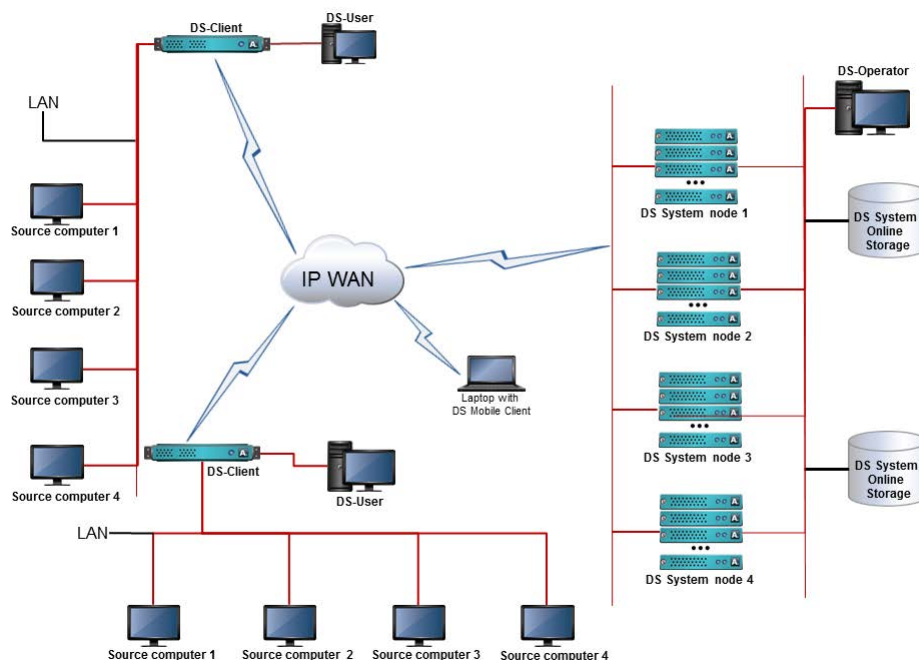 DS-Client
DS-User
LAN
Source computer 1
Source computer 2
Source computer 3
Source computer 4
IP WAN
Laptop with
DS Mobile Client
DS-Client
DS-User
LAN
Source computer 1
Source computer 2
Source computer 3
Source computer 4
DS System node 1
DS System node 2
DS System node 3
DS System node 4
DS-Operator
DS System
Online
Storage
DS System
Online
Storage